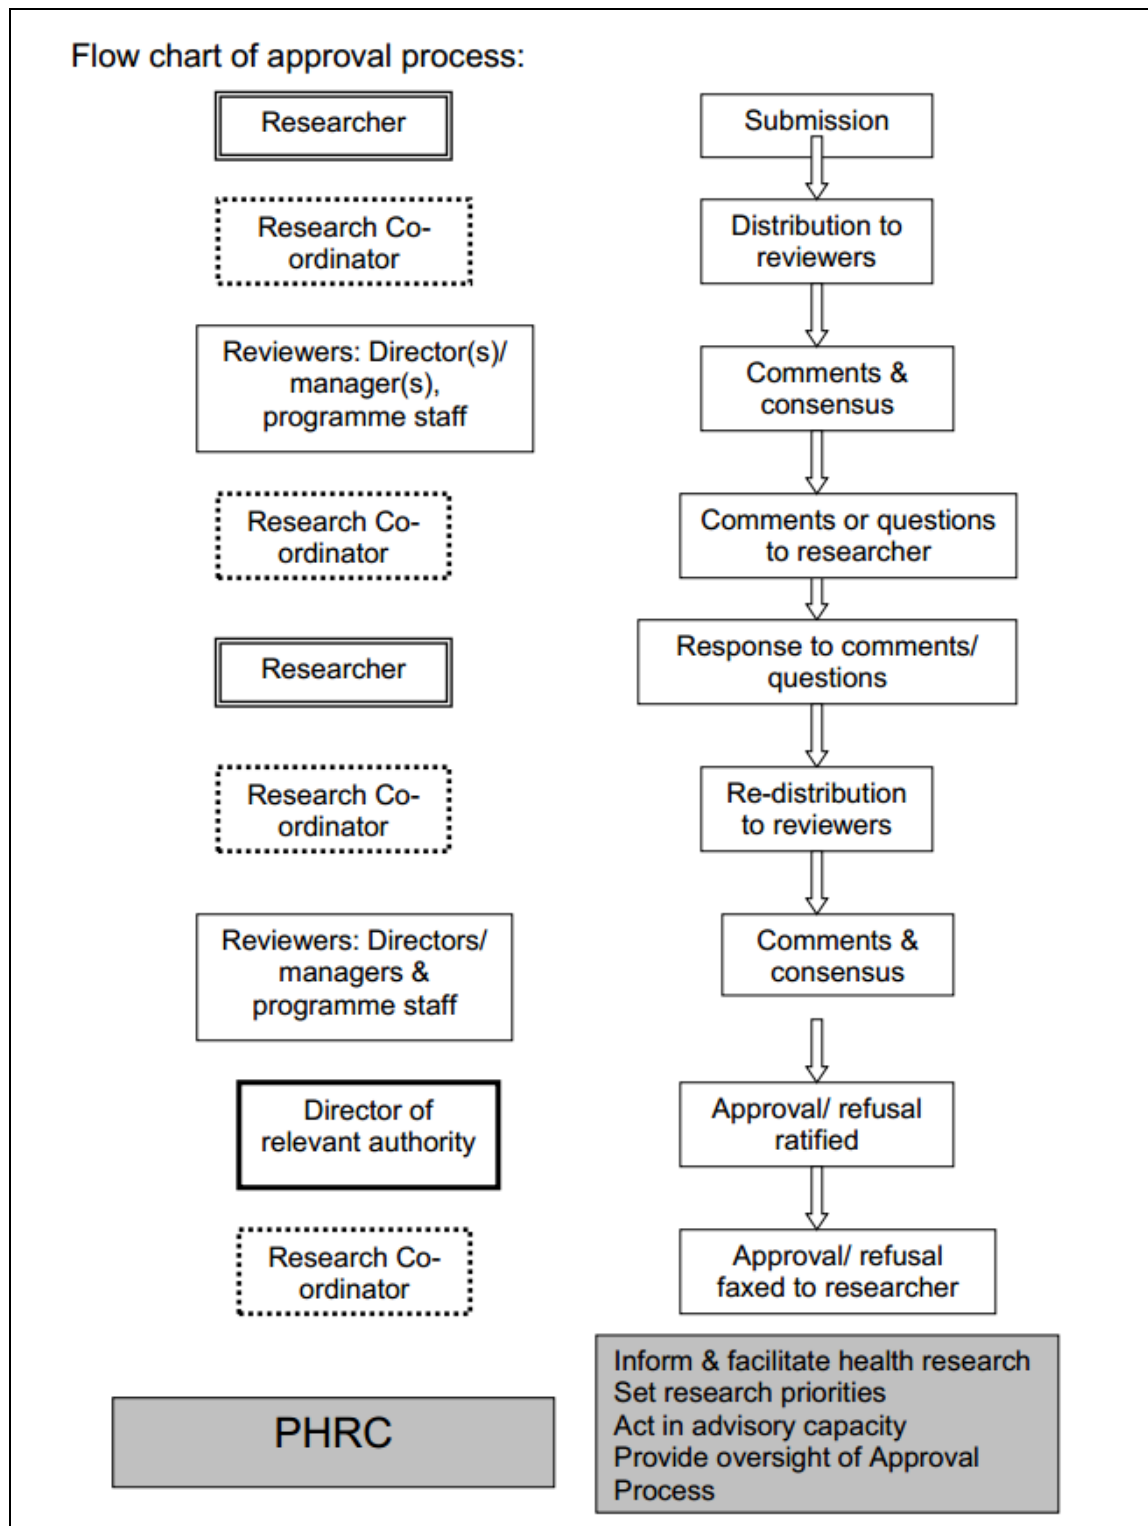 Flow chart of approval process:
Researcher
Submission
Research Co-
ordinator
Distribution to
reviewers
Reviewers: Director(s)/
manager(s),
programme staff
Comments &
consensus
Research Co-
ordinator
Comments or questions
to researcher
Researcher
Response to comments/
questions
Research Co-
ordinator
Re-distribution
to reviewers
Reviewers: Directors/
managers &
programme staff
Comments &
consensus
Director of
relevant authority
Approval/ refusal
ratified
Research Co-
ordinator
Approval/ refusal
faxed to researcher
PHRC
Inform & facilitate health research
Set research priorities
Act in advisory capacity
Provide oversight of Approval
Process